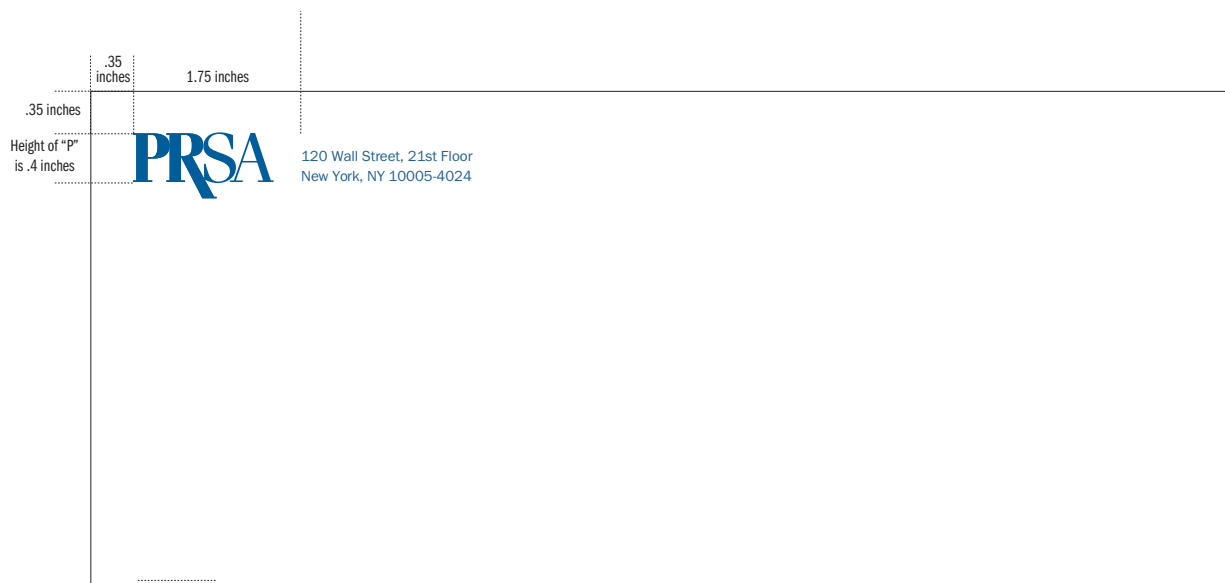 .35
inches
1.75 inches
.35 inches
Height of “P”
is .4 inches
PRSA
120 Wall Street, 21st Floor
New York, NY 10005-4024